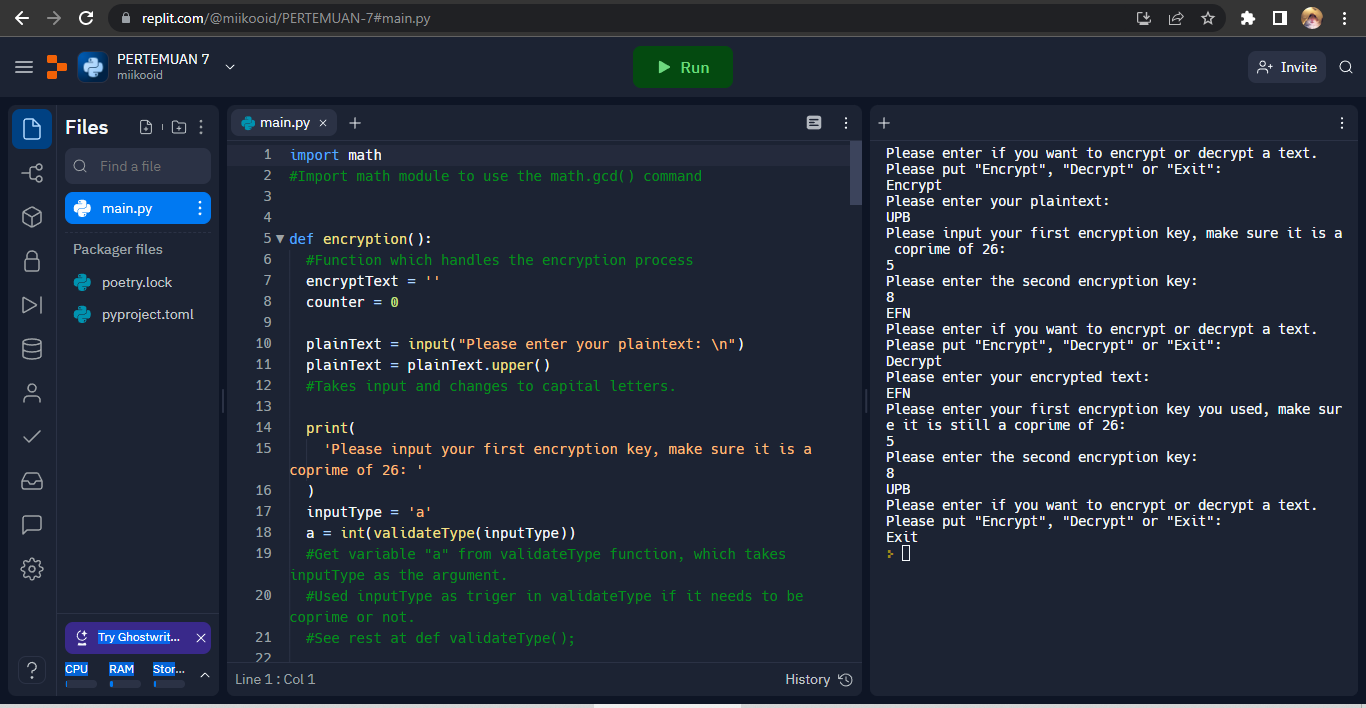 replit.com/@miikooid/PERTEMUAN-7#main.py
PERTEMUAN 7
miikooid
Run
Invite
Files
Find a file
main.py
Packager files
poetry.lock
pyproject.toml
Try Ghostwrit...
CPU RAM Stor...
?
main.py × +
1 import math
2 #Import math module to use the math.gcd() command
3
4
5 def encryption():
6 #Function which handles the encryption process
7 encryptText = ''
8 counter = 0
9
10 plainText = input("Please enter your plaintext: \n")
11 plainText = plainText.upper()
12 #Takes input and changes to capital letters.
13
14 print(
15 'Please input your first encryption key, make sure it is a
coprime of 26: '
16 )
17 inputType = 'a'
18 a = int(validateType(inputType))
19 #Get variable "a" from validateType function, which takes
inputType as the argument.
20 #Used inputType as triger in validateType if it needs to be
coprime or not.
21 #See rest at def validateType();
22
Line 1 : Col 1
History
+
Please enter if you want to encrypt or decrypt a text.
Please put "Encrypt", "Decrypt" or "Exit":
Encrypt
Please enter your plaintext:
UPB
Please input your first encryption key, make sure it is a
coprime of 26:
5
Please enter the second encryption key:
8
EFN
Please enter if you want to encrypt or decrypt a text.
Please put "Encrypt", "Decrypt" or "Exit":
Decrypt
Please enter your encrypted text:
EFN
Please enter your first encryption key you used, make sur
e it is still a coprime of 26:
5
Please enter the second encryption key:
8
UPB
Please enter if you want to encrypt or decrypt a text.
Please put "Encrypt", "Decrypt" or "Exit":
Exit